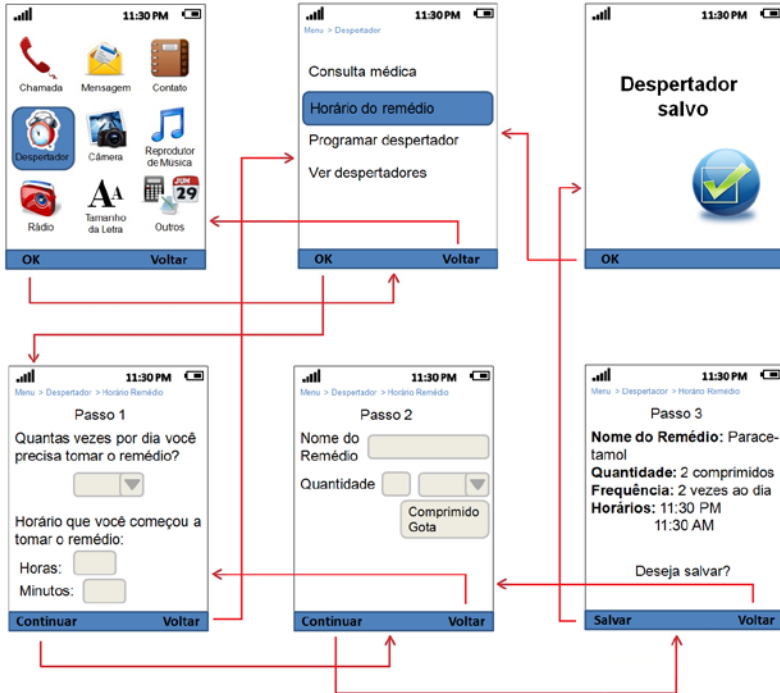 11:30 PM
Chamada
Mensagem
Contato
Despertador
Câmera
Reprodutor
de Música
Rádio
AA
Tamanho
da Letra
JUN
29
Outros
OK
Voltar
11:30 PM
Menu > Despertador
Consulta médica
Horário do remédio
Programar despertador
Ver despertadores
OK
Voltar
11:30 PM
Despertador
salvo
OK
11:30 PM
Menu > Despertador > Horário Remédio
Passo 1
Quantas vezes por dia você
precisa tomar o remédio?
Horário que você começou a
tomar o remédio:
Horas:
Minutos:
Continuar
Voltar
11:30 PM
Menu > Despertador > Horário Remédio
Passo 2
Nome do
Remédio
Quantidade
Comprimido
Gota
Continuar
Voltar
11:30 PM
Menu > Despertador > Horário Remédio
Passo 3
Nome do Remédio: Parace-
tamol
Quantidade: 2 comprimidos
Frequência: 2 vezes ao dia
Horários: 11:30 PM
11:30 AM
Deseja salvar?
Salvar
Voltar